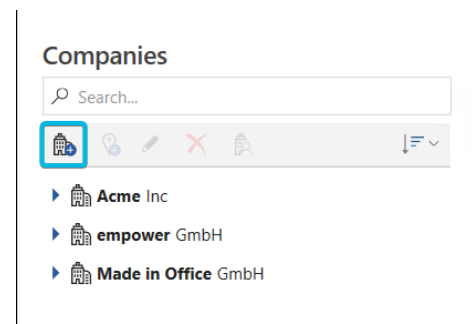 Companies
Search...
Acme Inc
empower GmbH
Made in Office GmbH